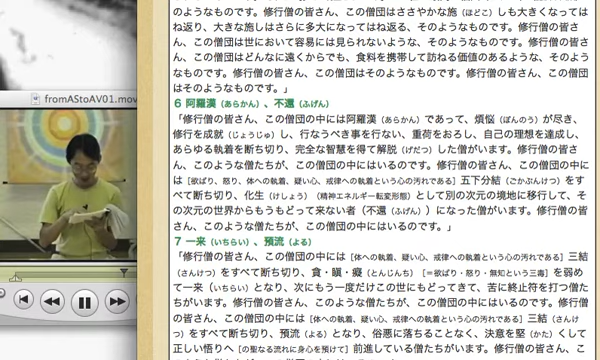 のようなものです。修行僧の皆さん、この僧団はささやかな施（ほどこ）しも大きくなっては
ね返り、大きな施しはさらに多大になってはね返る、そのようなものです。修行僧の皆さ
ん、この僧団は世において容易には見られないような、そのようなものです。修行僧の皆さ
ん、この僧団はどんなに遠くからでも、食料を携帯して訪ねる価値のあるような、そのよう
なものです。修行僧の皆さん、この僧団はそのようなものです。修行僧の皆さん、この僧団
はそのようなものです。」
fromAStoAV01.mov
6 阿羅漢（あらかん）、不還（ふげん）
「修行僧の皆さん、この僧団の中には阿羅漢（あらかん）であって、煩悩（ぼんのう）が尽き、
修行を成就（じょうじゅ）し、行なうべき事を行ない、重荷をおろし、自己の理想を達成し、
あらゆる執着を断ち切り、完全な智慧を得て解脱（げだつ）した僧がいます。修行僧の皆さ
ん、このような僧たちが、この僧団の中にはいるのです。修行僧の皆さん、この僧団の中に
は［欲ばり、怒り、体への執着、疑い心、戒律への執着という心の汚れである］五下分結（ごかぶんけつ）をす
べて断ち切り、化生（けしょう）（精神エネルギー転変形態）として別の次元の境地に移行して、そ
の次元の世界からもうもどって来ない者（不還（ふげん））になった僧がいます。修行僧の皆
さん、このような僧たちが、この僧団の中にはいるのです。」
7 一来（いちらい）、預流（よる）
「修行僧の皆さん、この僧団の中には［体への執着、疑い心、戒律への執着という心の汚れである］三結
（さんけつ）をすべて断ち切り、貪・瞋・癡（とんじんち）［＝欲ばり・怒り・無知という三毒］を弱め
て一来（いちらい）となり、次にもう一度だけこの世にもどってきて、苦に終止符を打つ僧た
ちがいます。修行僧の皆さん、このような僧たちが、この僧団の中にはいるのです。修行僧
の皆さん、この僧団の中には［体への執着、疑い心、戒律への執着という心の汚れである］三結（さんけ
つ）をすべて断ち切り、預流（よる）となり、俗悪に落ちることなく、決意を堅（かた）くして
正しい悟りへ［の聖なる流れに身心を預けて］前進している僧たちがいます。修行僧の皆さん、